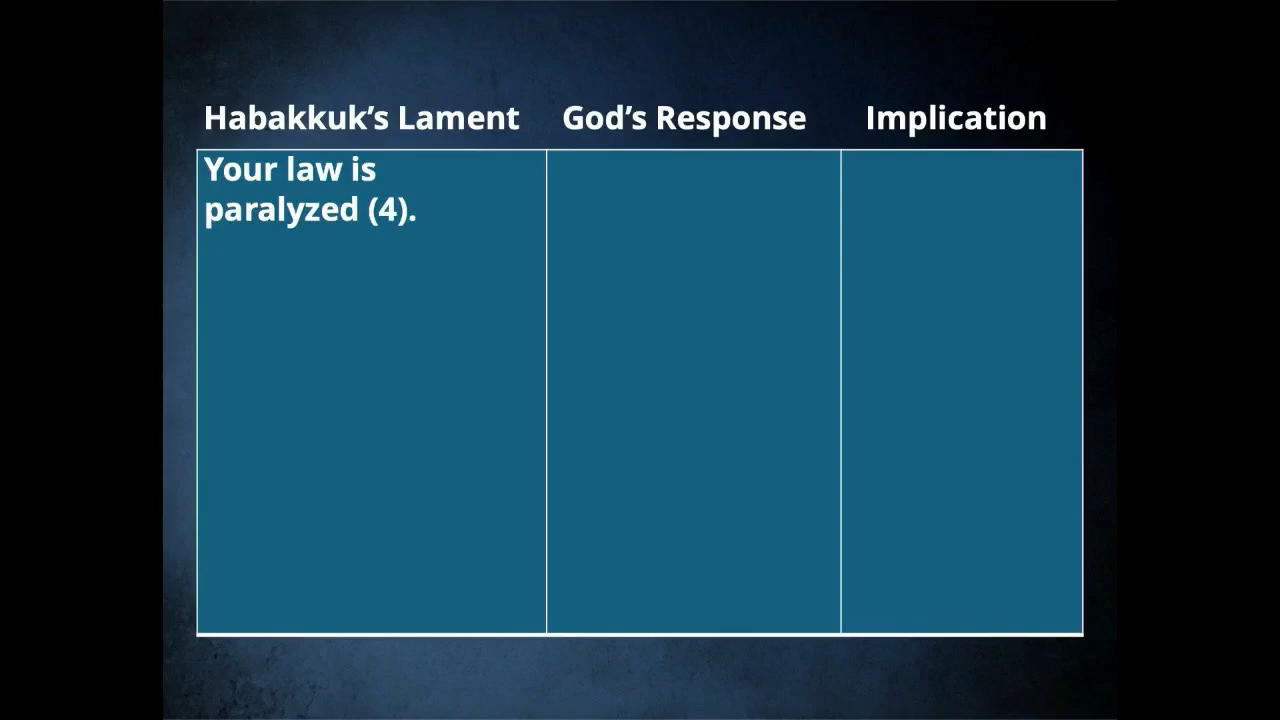 Habakkuk’s Lament God’s Response Implication
Your law is
paralyzed (4).